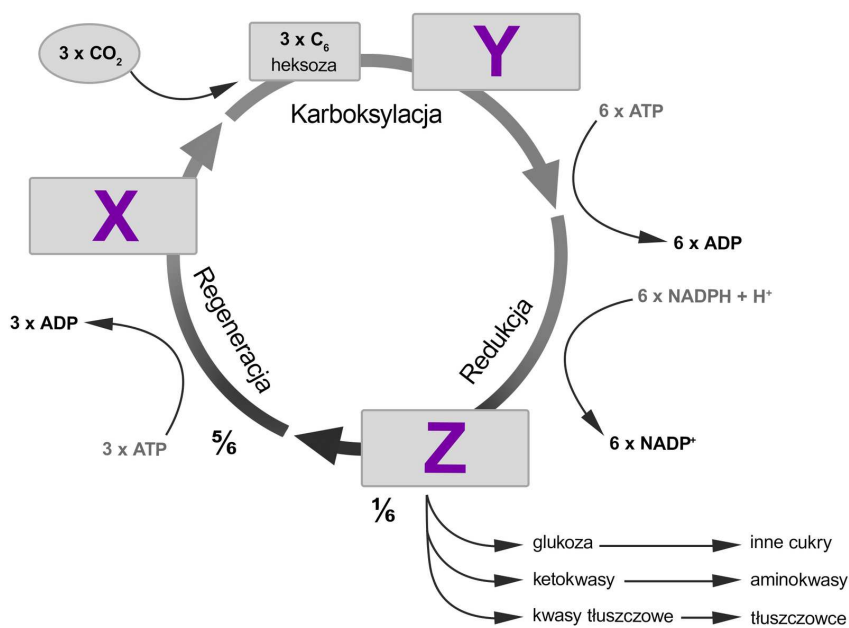 3 x CO₂
3 x C₆
heksoza
Y
Karboksylacja
6 x ATP
X
6 x ADP
Regeneracja
Redukcja
6 x NADPH + H⁺
3 x ADP
3 x ATP
⅚
Z
6 x NADP⁺
⅙
glukoza
inne cukry
ketokwasy
aminokwasy
kwasy tłuszczowe
tłuszczowce